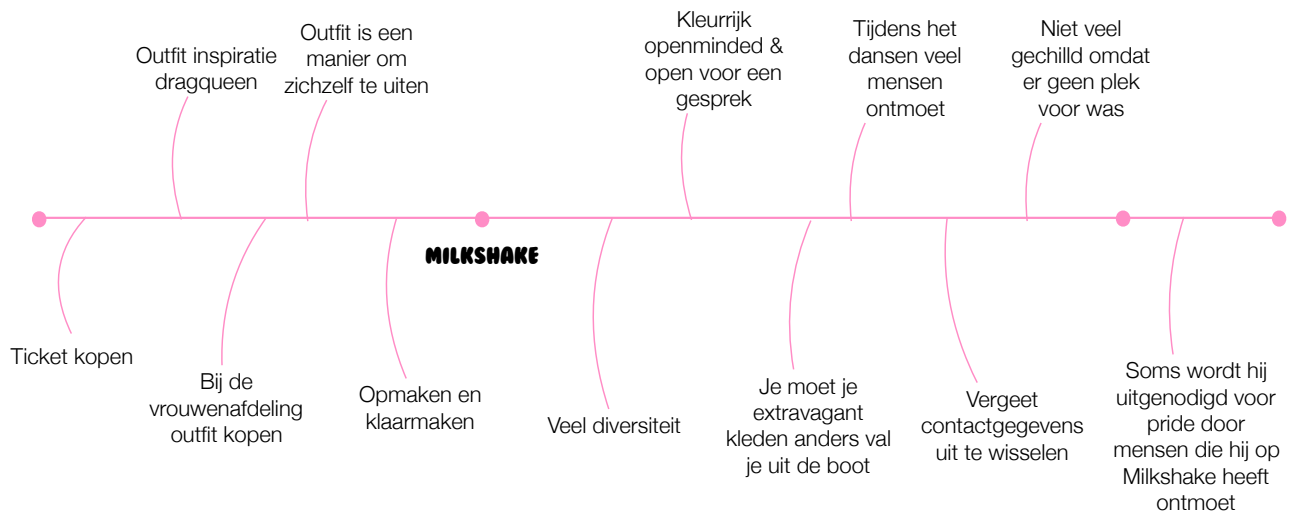 Outfit inspiratie
dragqueen
Outfit is een
manier om
zichzelf te uiten
Kleurrijk
openminded &
open voor een
gesprek
Tijdens het
dansen veel
mensen
ontmoet
Niet veel
gechilld omdat
er geen plek
voor was
MILKSHAKE
Ticket kopen
Bij de
vrouwenafdeling
outfit kopen
Opmaken en
klaarmaken
Veel diversiteit
Je moet je
extravagant
kleden anders val
je uit de boot
Vergeet
contactgegevens
uit te wisselen
Soms wordt hij
uitgenodigd voor
pride door
mensen die hij op
Milkshake heeft
ontmoet